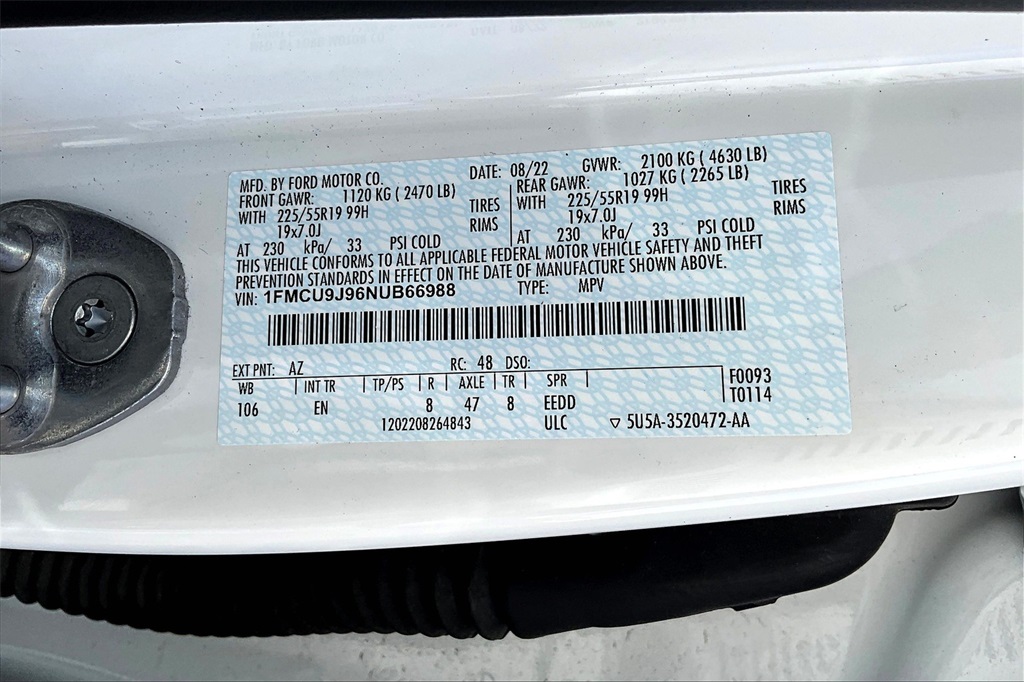 MFD. BY FORD MOTOR CO. DATE: 08/22 GVWR: 2100 KG ( 4630 LB)
FRONT GAWR: 1120 KG ( 2470 LB) REAR GAWR: 1027 KG ( 2265 LB)
WITH 225/55R19 99H TIRES WITH 225/55R19 99H TIRES
19x7.0J RIMS 19x7.0J RIMS
AT 230 kPa/ 33 PSI COLD AT 230 kPa/ 33 PSI COLD
THIS VEHICLE CONFORMS TO ALL APPLICABLE FEDERAL MOTOR VEHICLE SAFETY AND THEFT
PREVENTION STANDARDS IN EFFECT ON THE DATE OF MANUFACTURE SHOWN ABOVE.
VIN: 1FMCU9J96NUB66988 TYPE: MPV
EXT PNT: AZ RC: 48 DSO:
WB INT TR TP/PS R AXLE TR SPR F0093
106 EN 8 47 8 EEDD T0114
1202208264843 ULC ▽ 5U5A-3520472-AA